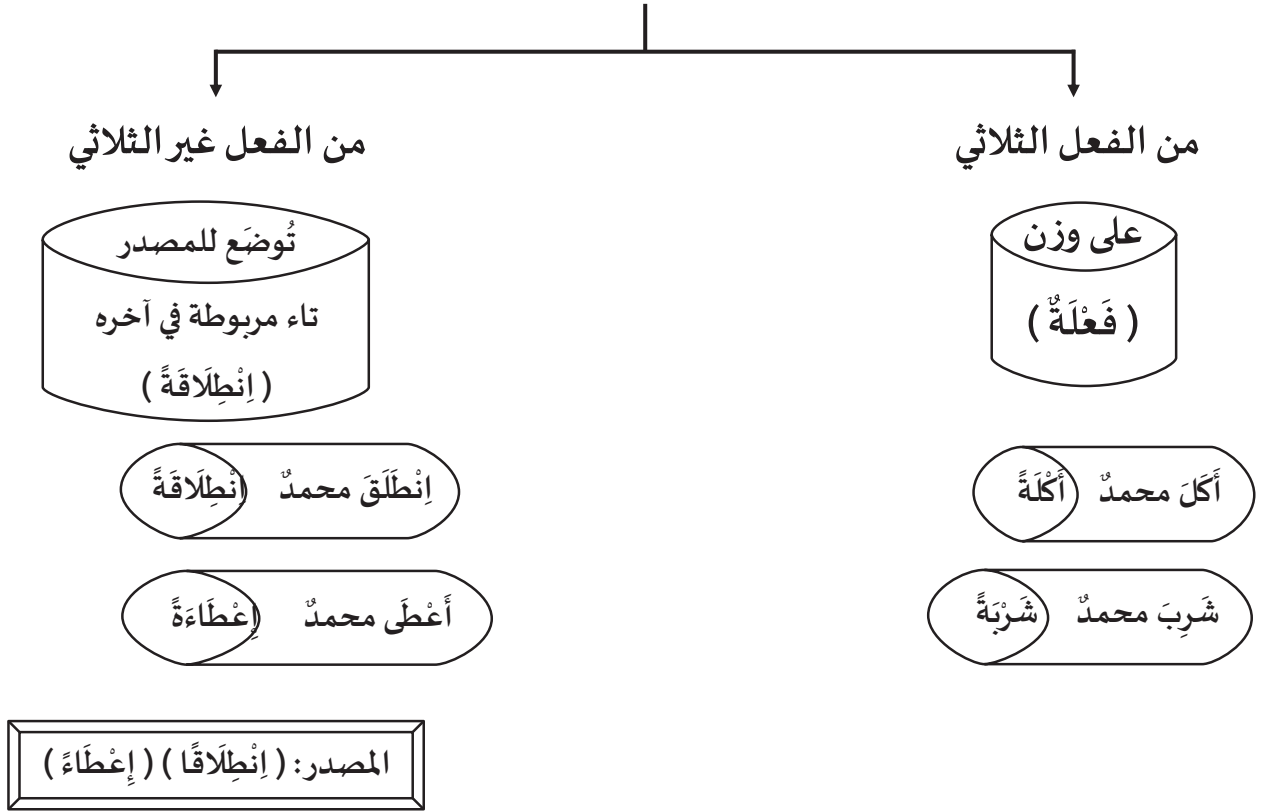 من الفعل الثلاثي
على وزن
( فَعْلَةٌ )
أَكَلَ محمدٌ أَكْلَةً
شَرِبَ محمدٌ شَرْبَةً
من الفعل غير الثلاثي
تُوضَع للمصدر
تاء مربوطة في آخره
( اِنْطِلَاقَةً )
اِنْطَلَقَ محمدٌ اِنْطِلَاقَةً
أَعْطَى محمدٌ إِعْطَاءَةً
المصدر: ( اِنْطِلَاقًا ) ( إِعْطَاءً )